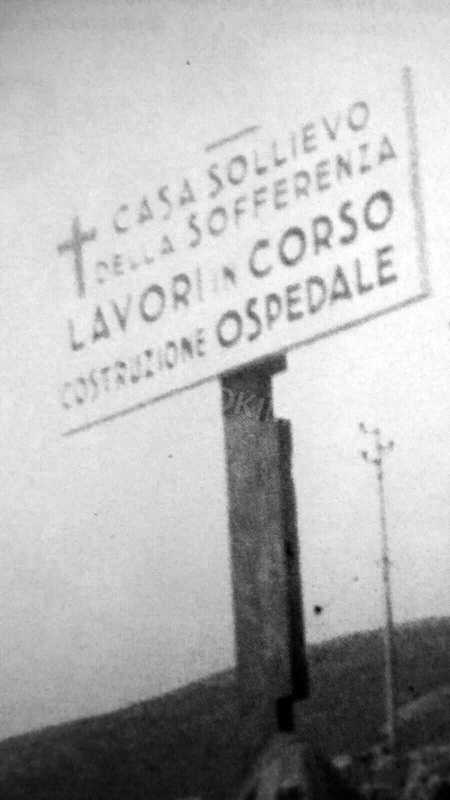 CASA SOLLIEVO
DELLA SOFFERENZA
LAVORI IN CORSO
COSTRUZIONE OSPEDALE